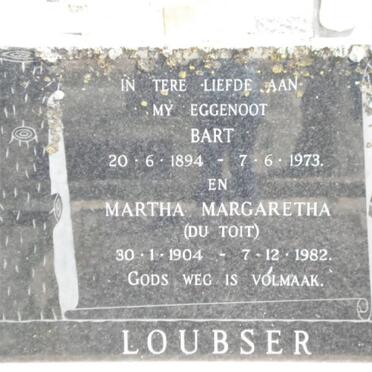 IN TERE LIEFDE AAN
MY EGGENOOT
BART
20·6·1894 - 7·6·1973.
EN
MARTHA MARGARETHA
(DU TOIT)
30·1·1904 - 7·12·1982.
GODS WEG IS VOLMAAK.
LOUBSER